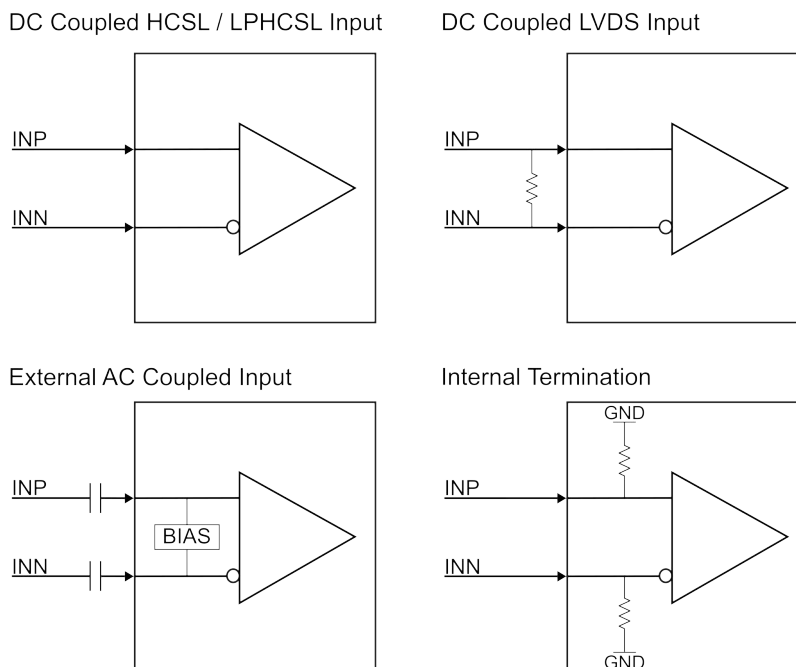 DC Coupled HCSL / LPHCSL Input
INP
INN
DC Coupled LVDS Input
INP
INN
External AC Coupled Input
INP
BIAS
INN
Internal Termination
GND
INP
INN
GND